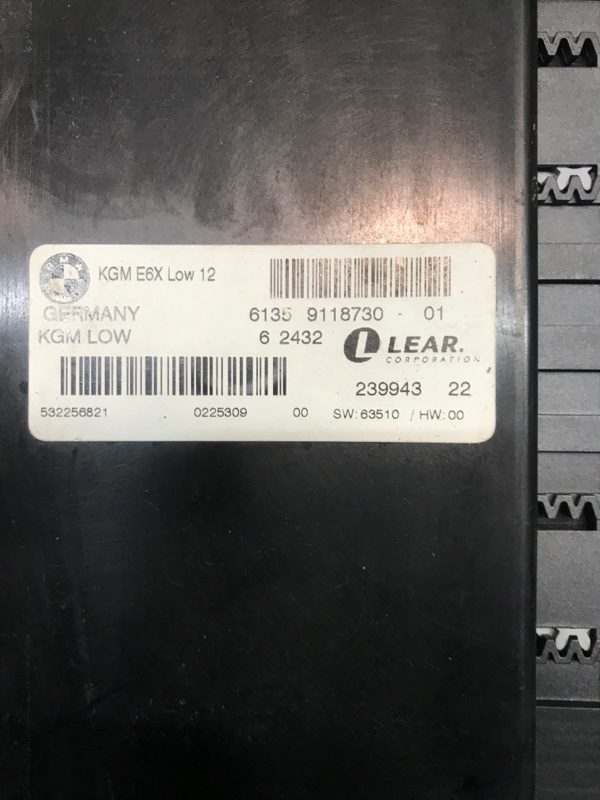 BMW
KGM E6X Low 12
GERMANY 6135 9118730 - 01
KGM LOW 6 2432 LEAR.
CORPORATION
239943 22
532256821 0225309 00 SW: 63510 / HW: 00